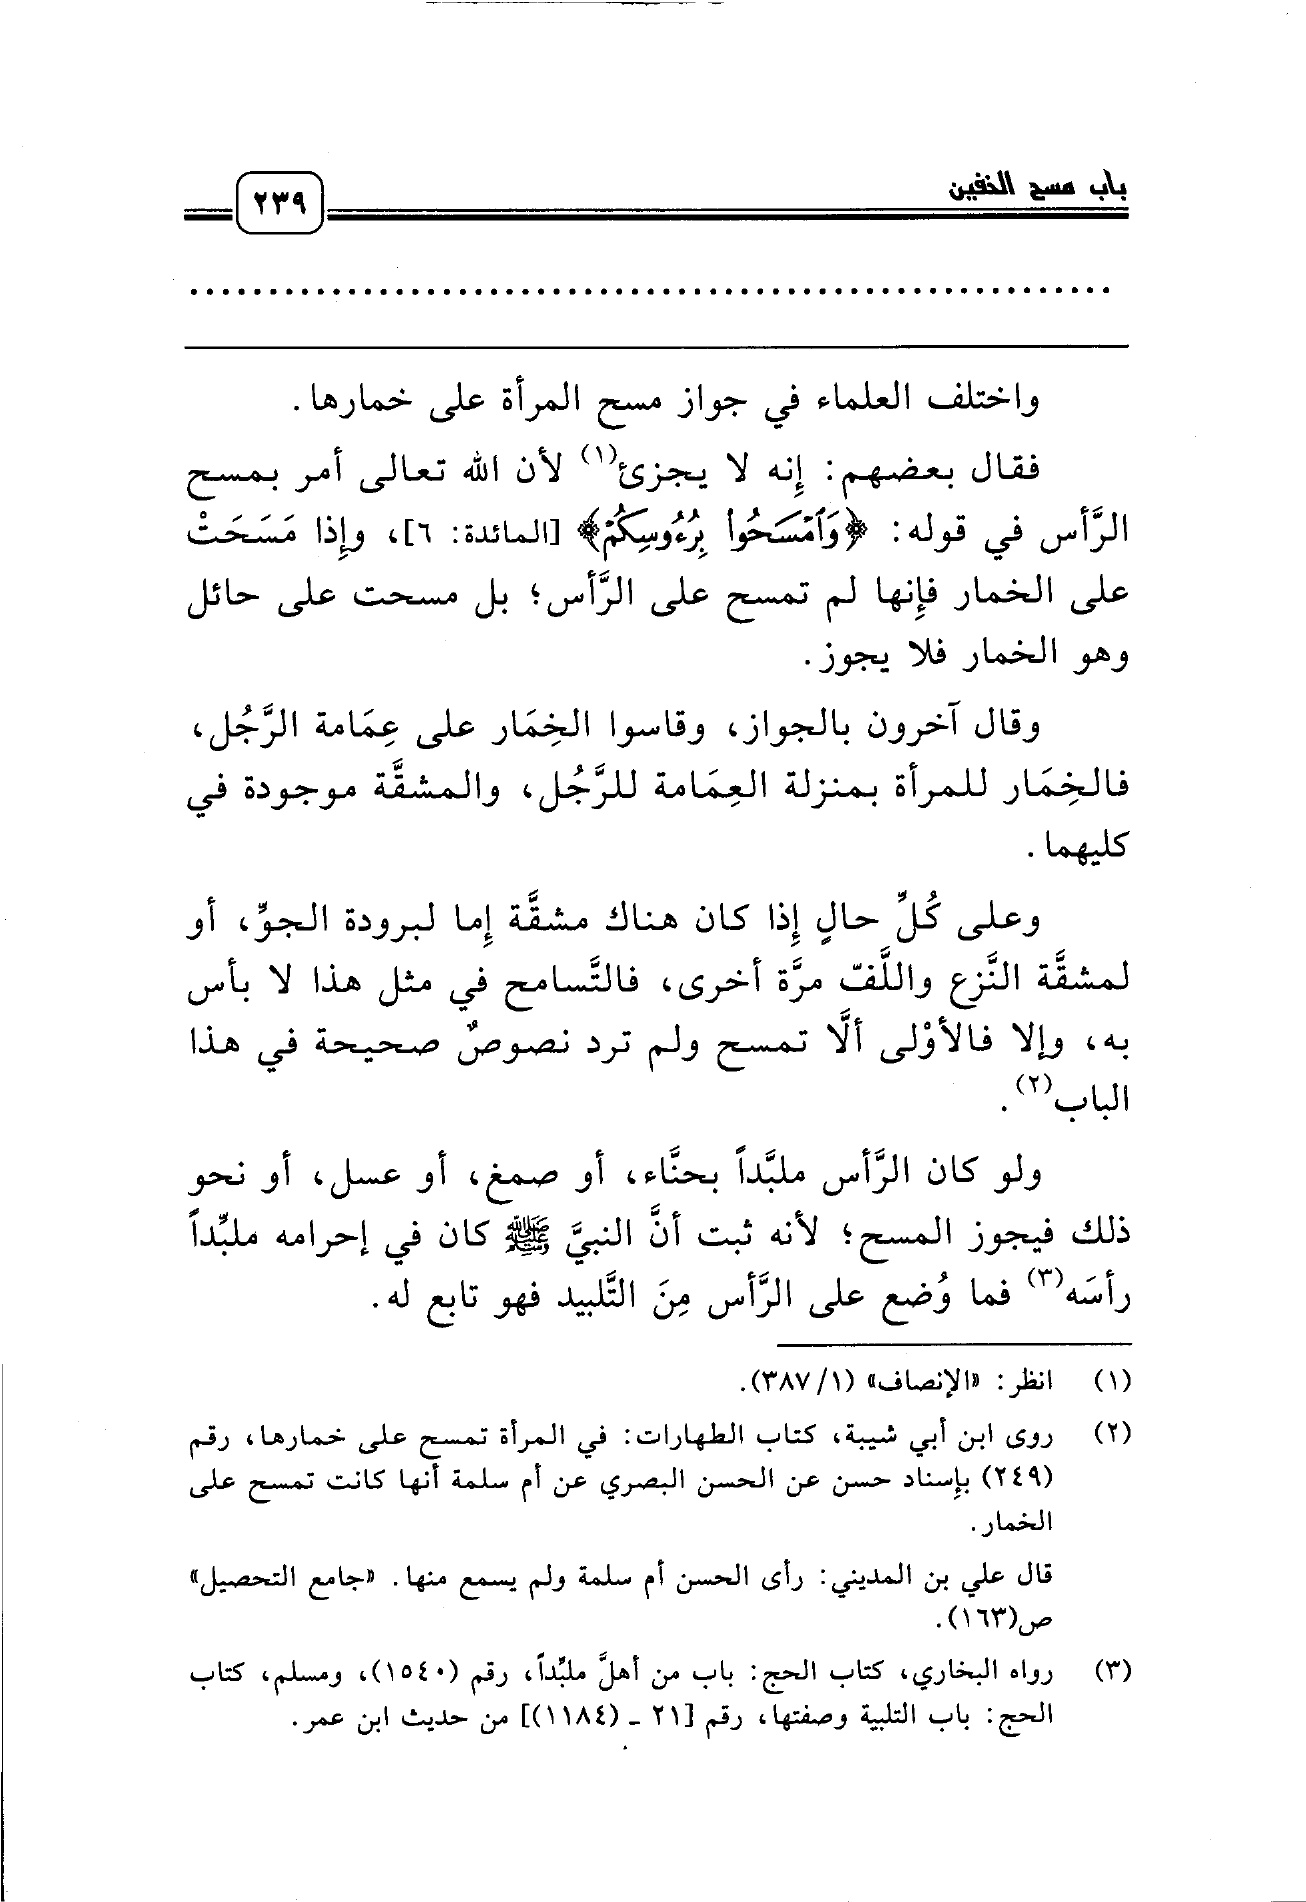 باب مسح الخفين
٢٣٩
واختلف العلماء في جواز مسح المرأة على خمارها.
فقال بعضهم: إنه لا يجزئ(١) لأن الله تعالى أمر بمسح
الرَّأس في قوله: ﴿وَٱمْسَحُوا۟ بِرُءُوسِكُمْ﴾ [المائدة: ٦]، وإذا مَسَحَتْ
على الخمار فإنها لم تمسح على الرَّأس؛ بل مسحت على حائل
وهو الخمار فلا يجوز.
وقال آخرون بالجواز، وقاسوا الخِمَار على عِمَامة الرَّجُل،
فالخِمَار للمرأة بمنزلة العِمَامة للرَّجُل، والمشقَّة موجودة في
كليهما.
وعلى كُلِّ حالٍ إذا كان هناك مشقَّة إما لبرودة الجوِّ، أو
لمشقَّة النَّزع واللَّفّ مرَّة أخرى، فالتَّسامح في مثل هذا لا بأس
به، وإلا فالأوْلى ألَّا تمسح ولم ترد نصوصٌ صحيحة في هذا
الباب(٢).
ولو كان الرَّأس ملبَّداً بحنَّاء، أو صمغ، أو عسل، أو نحو
ذلك فيجوز المسح؛ لأنه ثبت أنَّ النبيَّ ﷺ كان في إحرامه ملبِّداً
رأسَه(٣) فما وُضع على الرَّأس مِنَ التَّلبيد فهو تابع له.
(١) انظر: «الإنصاف» (١/٣٨٧).
(٢) روى ابن أبي شيبة، كتاب الطهارات: في المرأة تمسح على خمارها، رقم
(٢٤٩) بإسناد حسن عن الحسن البصري عن أم سلمة أنها كانت تمسح على
الخمار.
قال علي بن المديني: رأى الحسن أم سلمة ولم يسمع منها. «جامع التحصيل»
ص(١٦٣).
(٣) رواه البخاري، كتاب الحج: باب من أهلَّ ملبِّداً، رقم (١٥٤٠)، ومسلم، كتاب
الحج: باب التلبية وصفتها، رقم [٢١ - (١١٨٤)] من حديث ابن عمر.